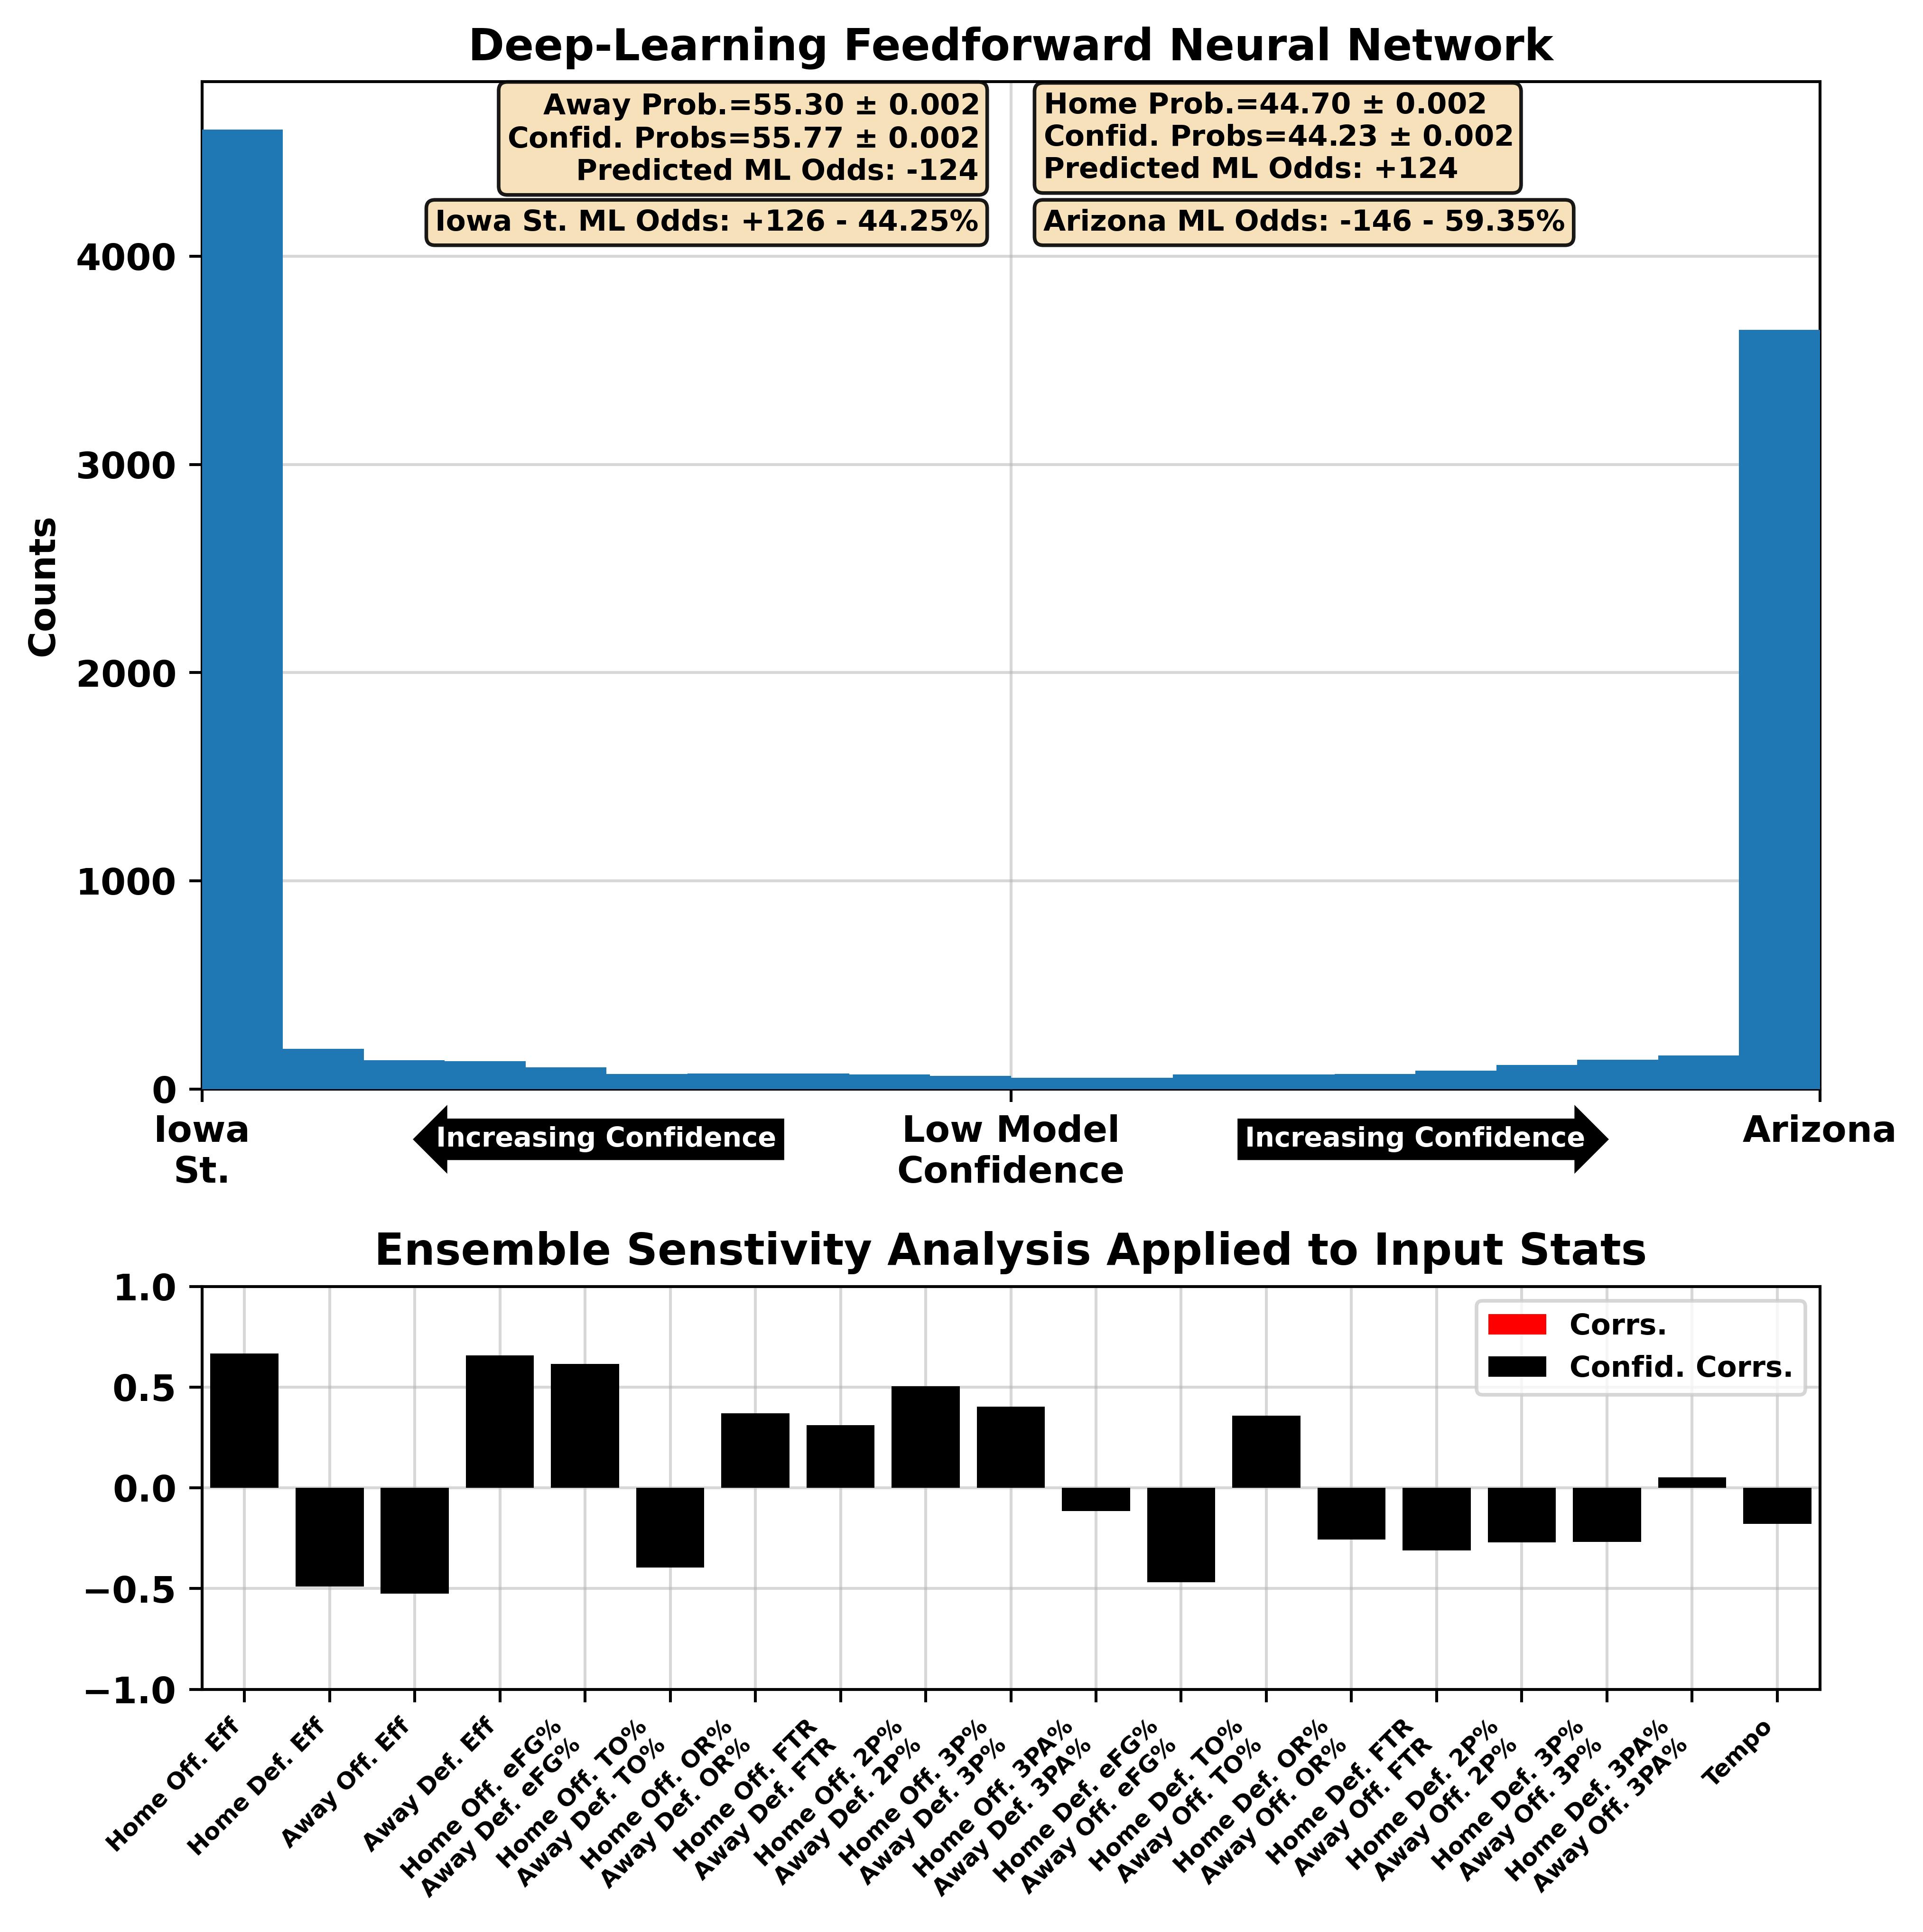 Deep-Learning Feedforward Neural Network
Away Prob.=55.30 ± 0.002
Confid. Probs=55.77 ± 0.002
Predicted ML Odds: -124
Home Prob.=44.70 ± 0.002
Confid. Probs=44.23 ± 0.002
Predicted ML Odds: +124
Iowa St. ML Odds: +126 - 44.25%
Arizona ML Odds: -146 - 59.35%
Counts
4000
3000
2000
1000
0
Iowa
St.
Increasing Confidence
Low Model
Confidence
Increasing Confidence
Arizona
Ensemble Senstivity Analysis Applied to Input Stats
1.0
0.5
0.0
−0.5
−1.0
Corrs.
Confid. Corrs.
Home Off. Eff
Home Def. Eff
Away Off. Eff
Away Def. Eff
Home Off. eFG%
Away Def. eFG%
Home Off. TO%
Away Def. TO%
Home Off. OR%
Away Def. OR%
Home Off. FTR
Away Def. FTR
Home Off. 2P%
Away Def. 2P%
Home Off. 3P%
Away Def. 3P%
Home Off. 3PA%
Away Def. 3PA%
Home Def. eFG%
Away Off. eFG%
Home Def. TO%
Away Off. TO%
Home Def. OR%
Away Off. OR%
Home Def. FTR
Away Off. FTR
Home Def. 2P%
Away Off. 2P%
Home Def. 3P%
Away Off. 3P%
Home Def. 3PA%
Away Off. 3PA%
Tempo